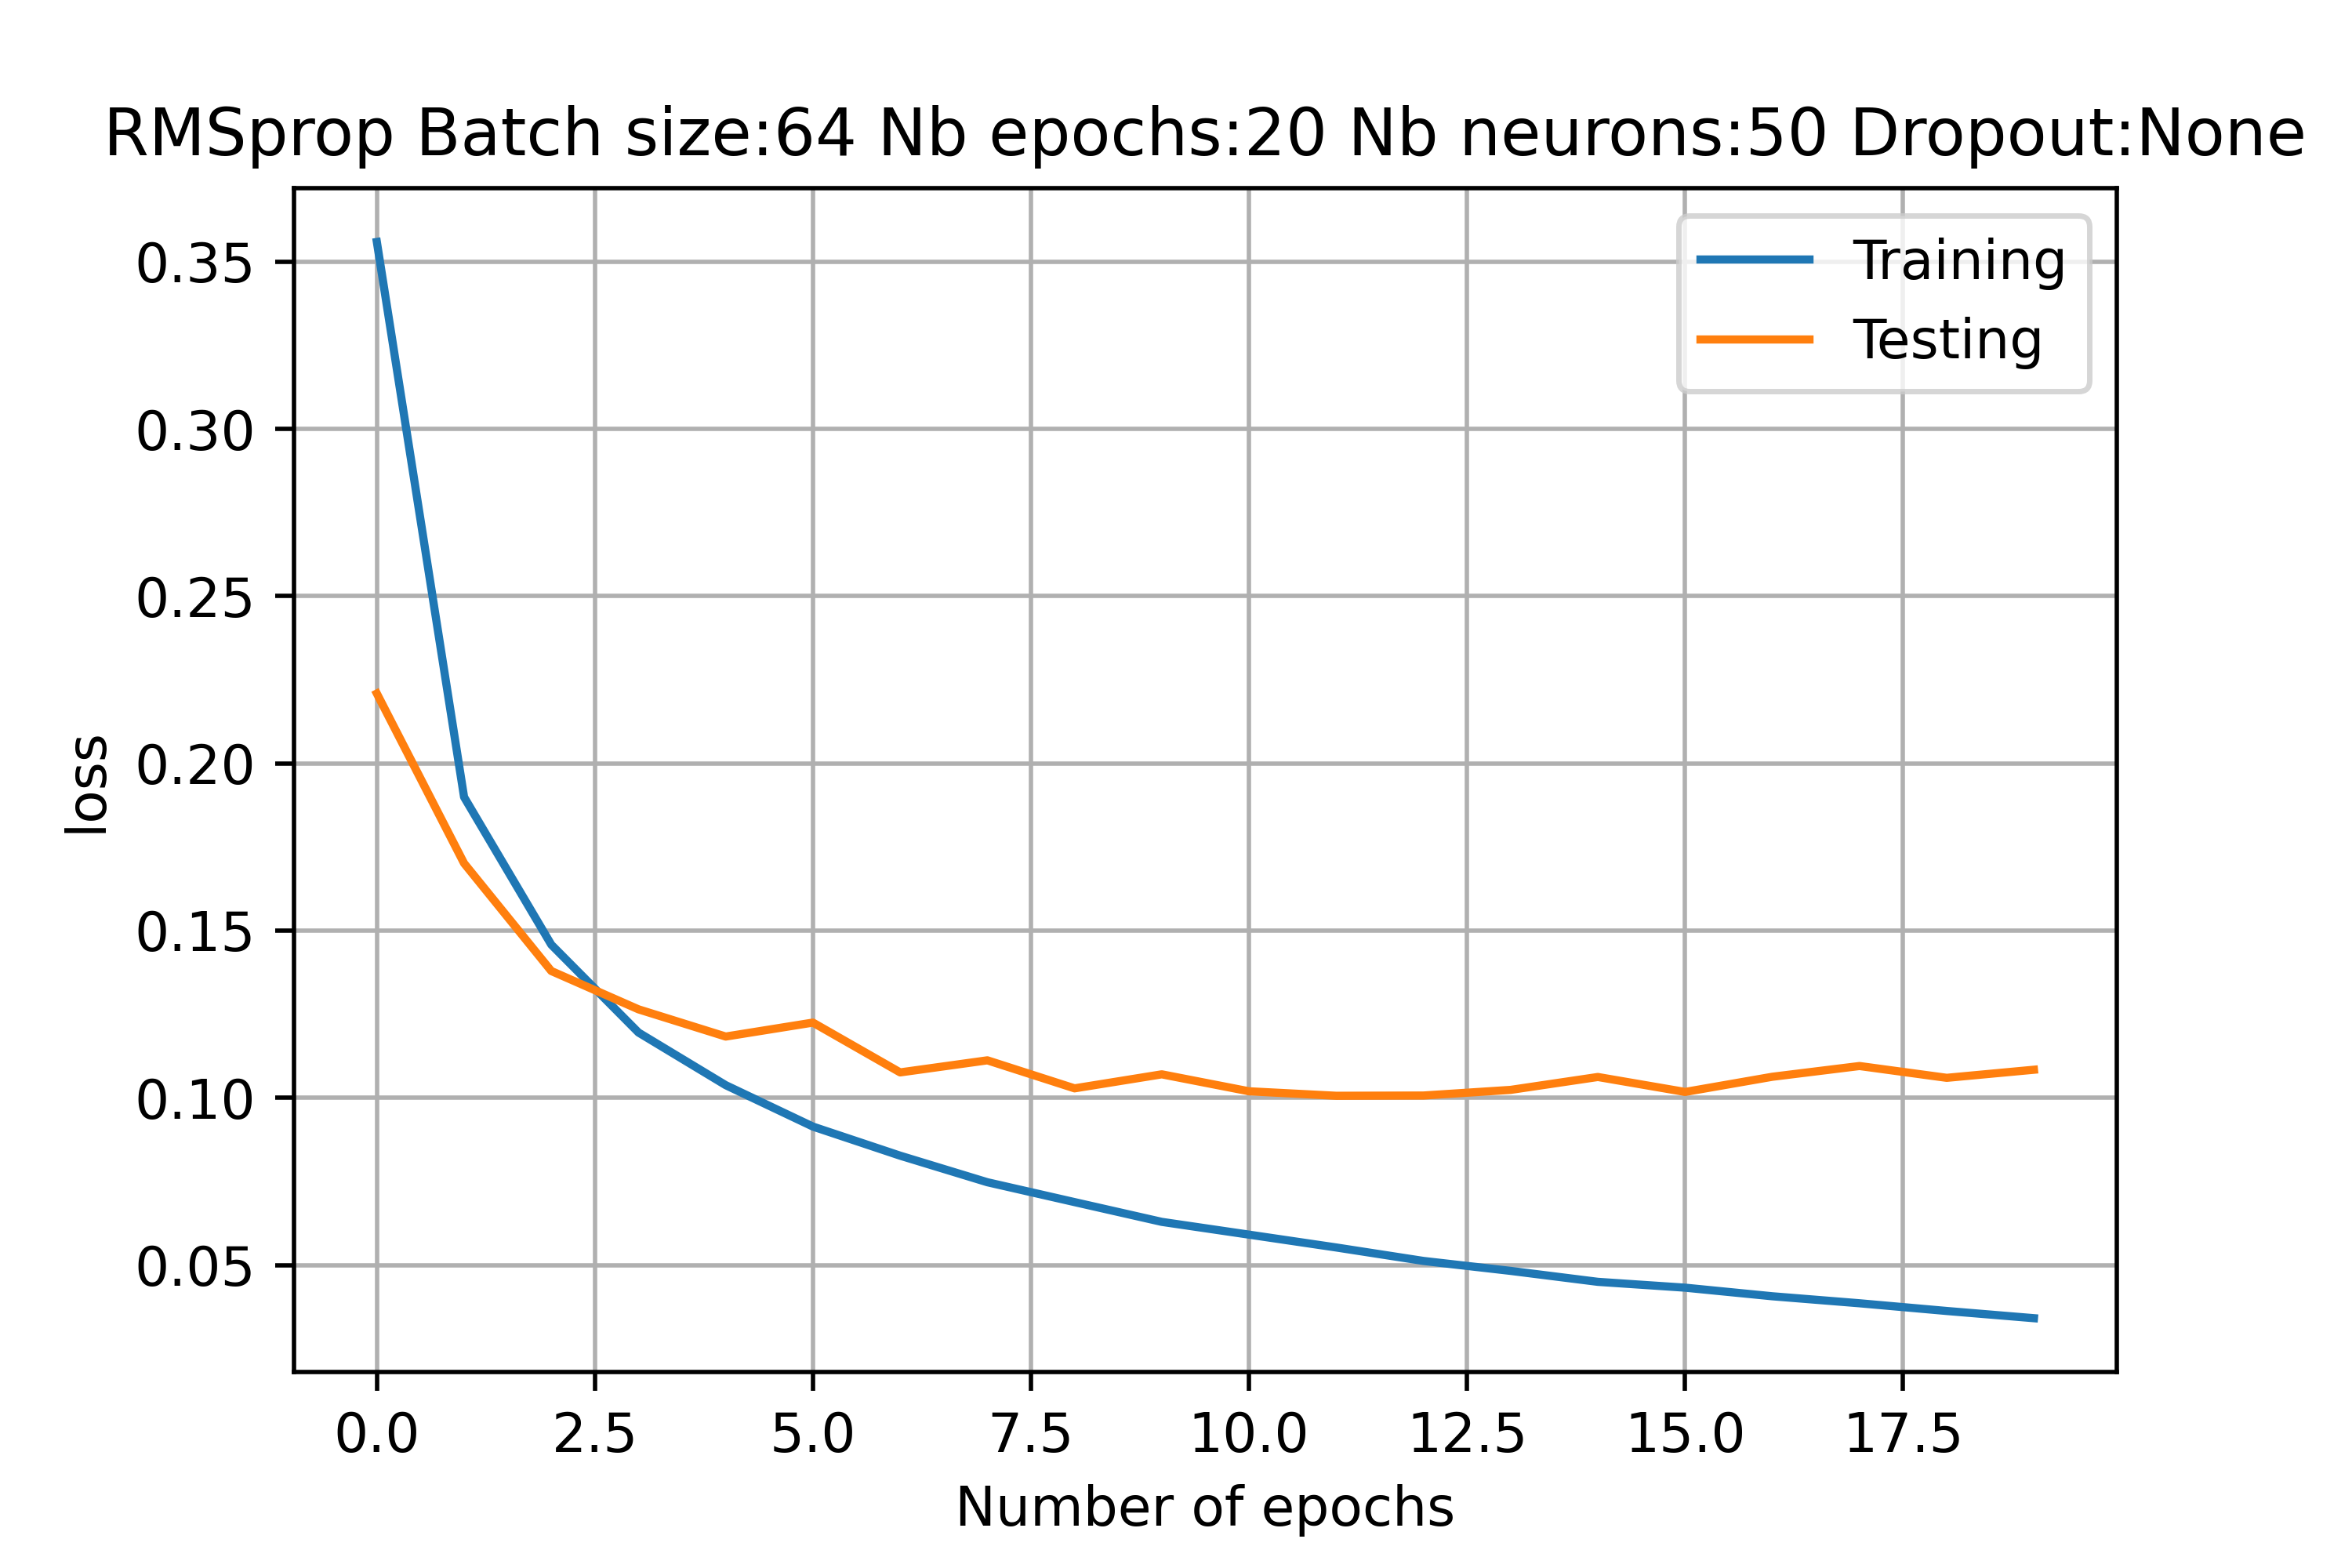 RMSprop Batch size:64 Nb epochs:20 Nb neurons:50 Dropout:None
Training
Testing
0.35
0.30
0.25
0.20
0.15
0.10
0.05
loss
0.0 2.5 5.0 7.5 10.0 12.5 15.0 17.5
Number of epochs